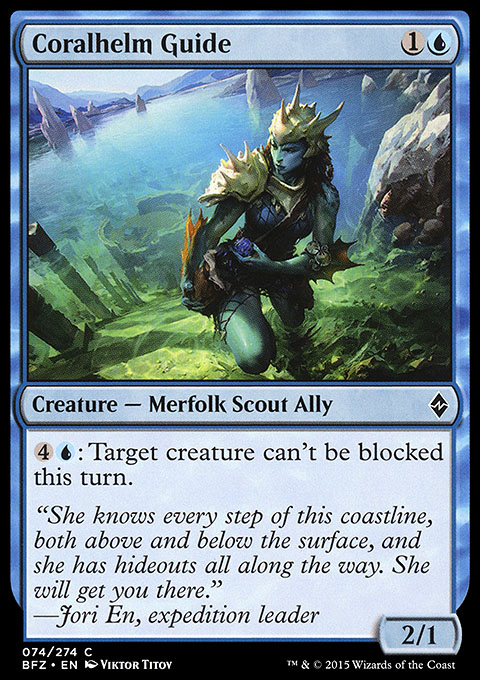 Coralhelm Guide 1
Creature — Merfolk Scout Ally
4: Target creature can't be blocked
this turn.
“She knows every step of this coastline,
both above and below the surface, and
she has hideouts all along the way. She
will get you there.”
—Jori En, expedition leader
2/1
074/274 C
BFZ • EN Viktor Titov
™ & © 2015 Wizards of the Coast